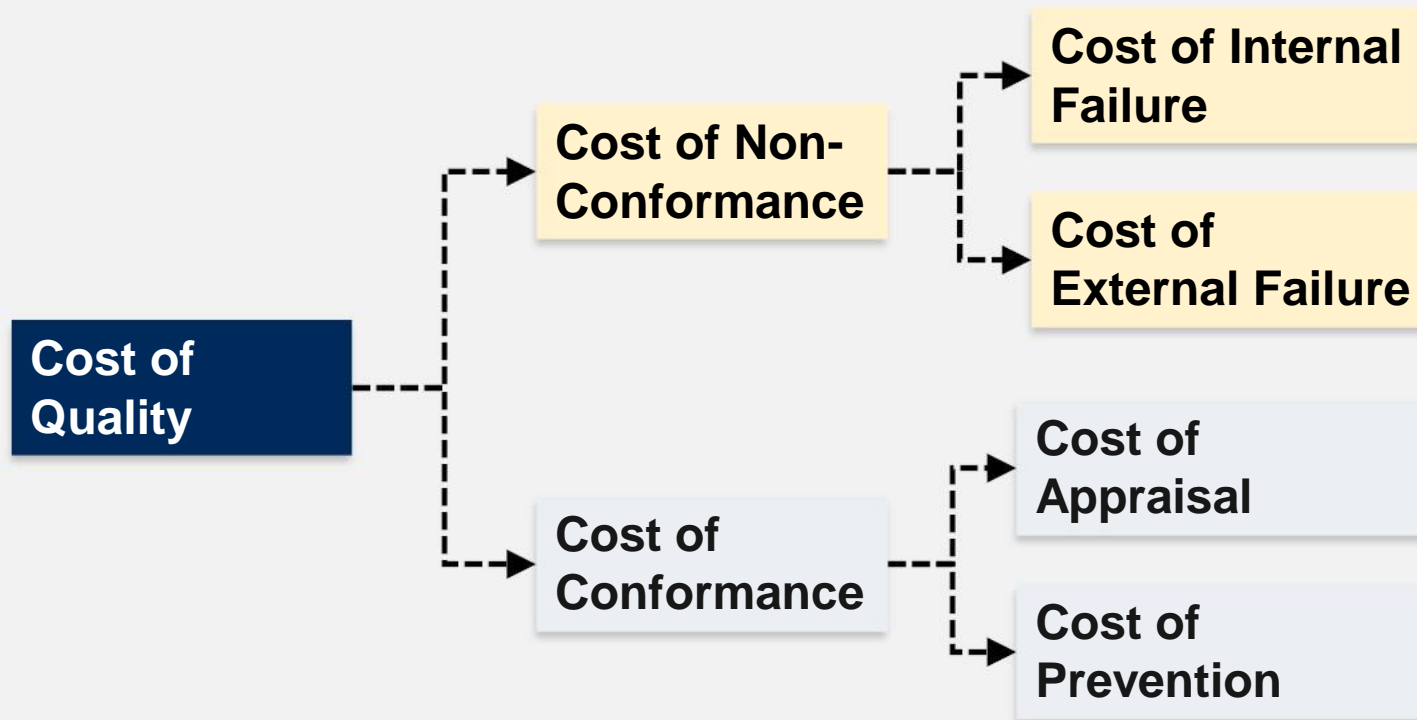 Cost of Internal
Failure
Cost of Non-
Conformance
Cost of
External Failure
Cost of
Quality
Cost of
Appraisal
Cost of
Conformance
Cost of
Prevention